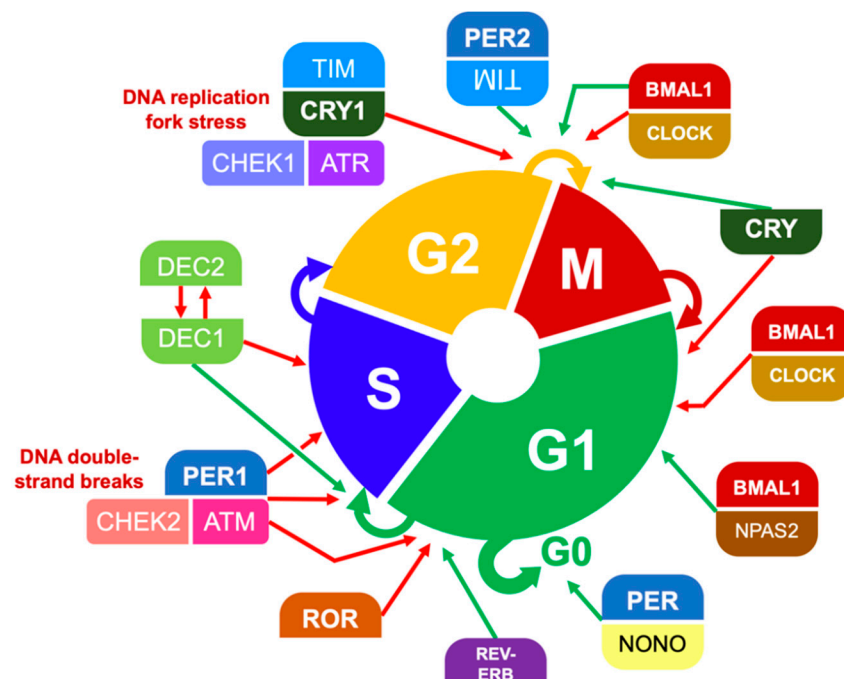 PER2
TIM
TIM
CRY1
DNA replication
fork stress
CHEK1
ATR
BMAL1
CLOCK
CRY
G2
M
DEC2
DEC1
S
G1
BMAL1
CLOCK
DNA double-
strand breaks
PER1
CHEK2
ATM
BMAL1
NPAS2
G0
ROR
REV-
ERB
PER
NONO